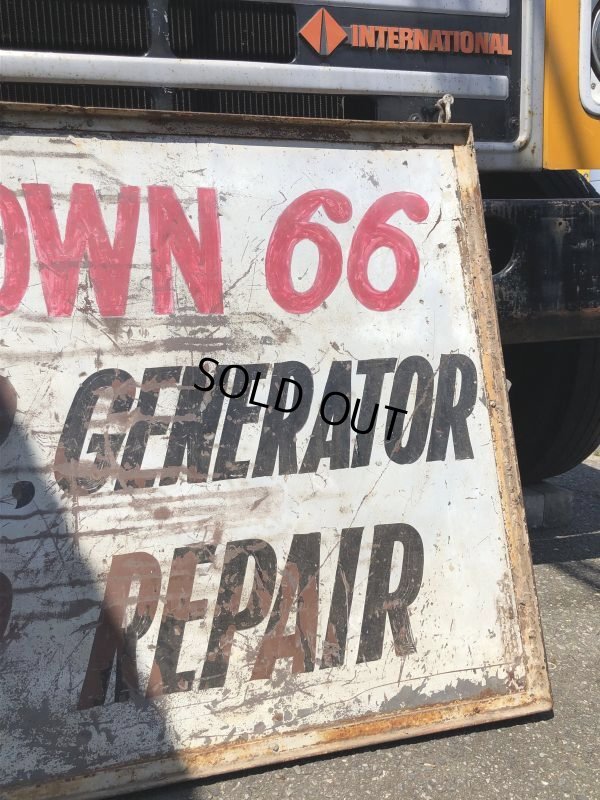 INTERNATIONAL
OWN 66
, GENERATOR
SOLD OUT
REPAIR